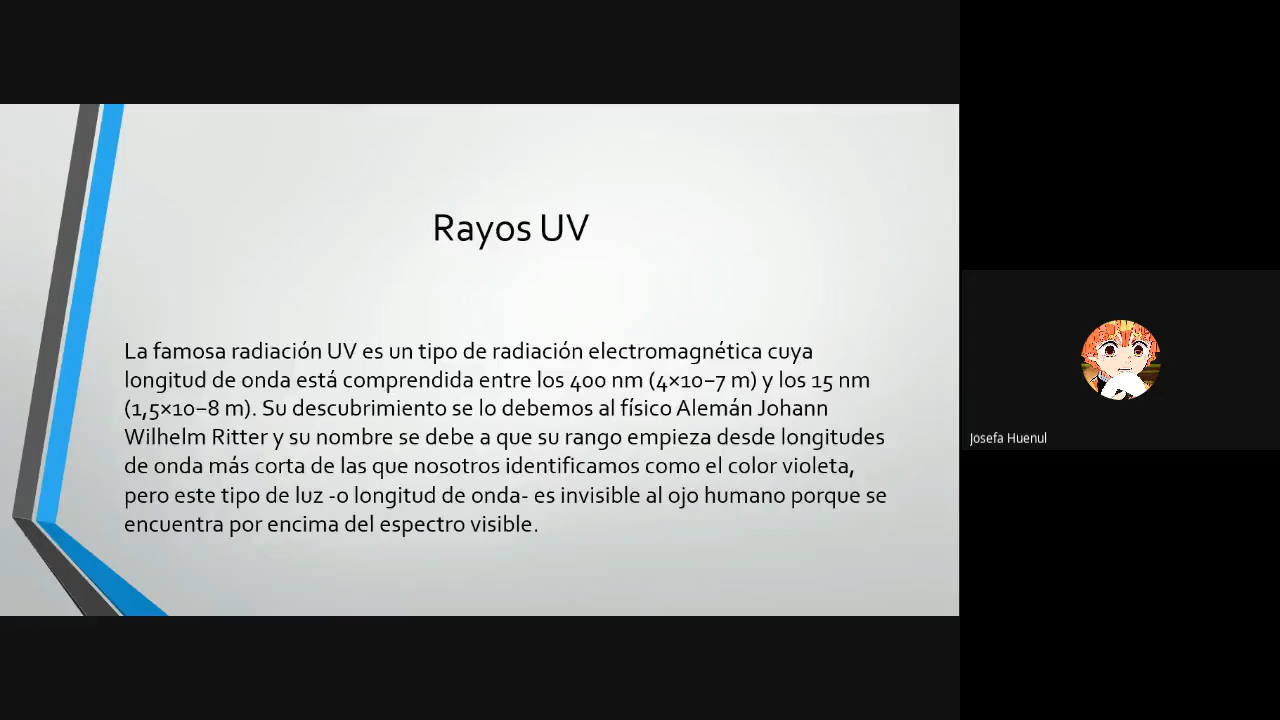 Rayos UV
La famosa radiación UV es un tipo de radiación electromagnética cuya
longitud de onda está comprendida entre los 400 nm (4×10−7 m) y los 15 nm
(1,5×10−8 m). Su descubrimiento se lo debemos al físico Alemán Johann
Wilhelm Ritter y su nombre se debe a que su rango empieza desde longitudes
de onda más corta de las que nosotros identificamos como el color violeta,
pero este tipo de luz -o longitud de onda- es invisible al ojo humano porque se
encuentra por encima del espectro visible.
Josefa Huenul